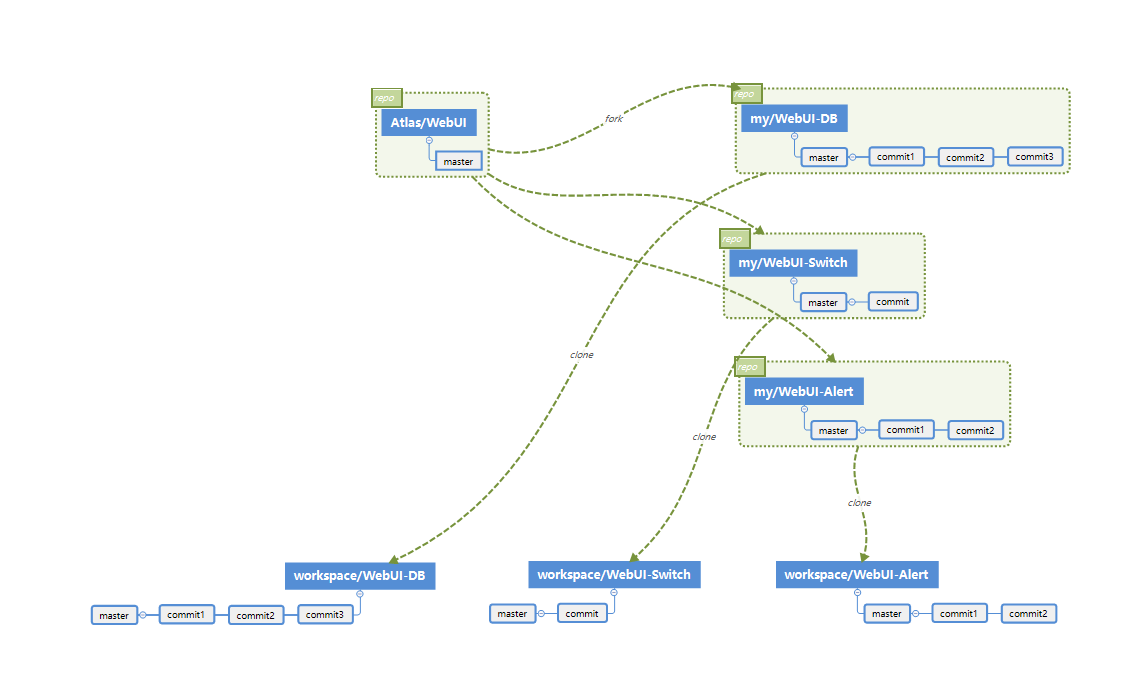 repo
Atlas/WebUI
master
fork
repo
my/WebUI-DB
master commit1 commit2 commit3
repo
my/WebUI-Switch
master commit
repo
my/WebUI-Alert
master commit1 commit2
clone
clone
clone
workspace/WebUI-DB
master commit1 commit2 commit3
workspace/WebUI-Switch
master commit
workspace/WebUI-Alert
master commit1 commit2